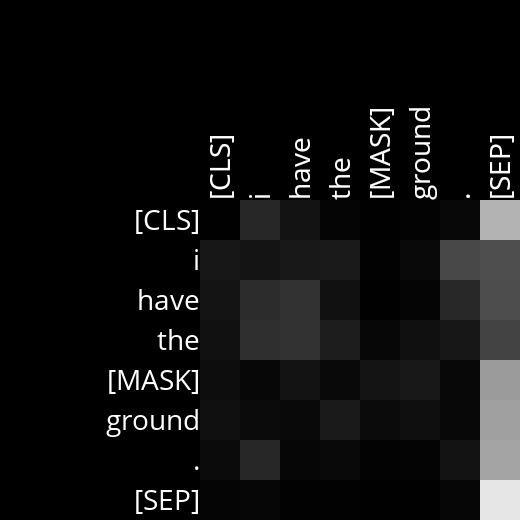 [CLS] i have the [MASK] ground . [SEP]
[CLS]
i
have
the
[MASK]
ground
.
[SEP]